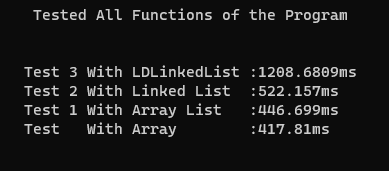 Tested All Functions of the Program
Test 3 With LDLinkedList :1208.6809ms
Test 2 With Linked List  :522.157ms
Test 1 With Array List   :446.699ms
Test   With Array        :417.81ms